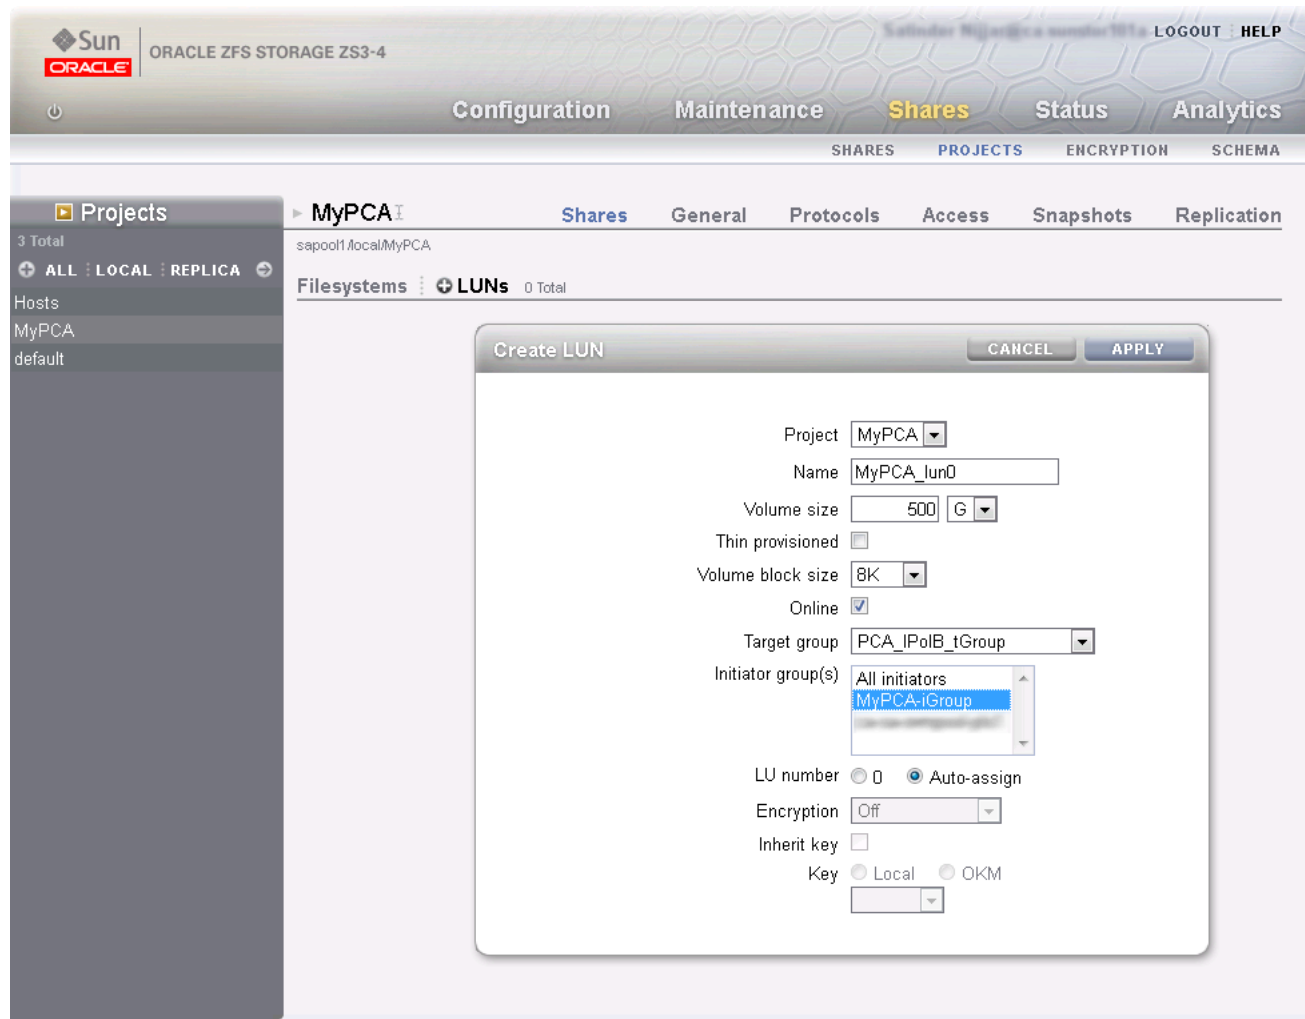 LOGOUT HELP
Sun
ORACLE
ORACLE ZFS STORAGE ZS3-4
Configuration Maintenance Shares Status Analytics
SHARES PROJECTS ENCRYPTION SCHEMA
Projects
3 Total
ALL LOCAL REPLICA
Hosts
MyPCA
default
MyPCA Shares General Protocols Access Snapshots Replication
sapool1/local/MyPCA
Filesystems LUNs 0 Total
Create LUN CANCEL APPLY
Project MyPCA
Name MyPCA_lun0
Volume size 500 G
Thin provisioned
Volume block size 8K
Online
Target group PCA_IPoIB_tGroup
Initiator group(s) All initiators
MyPCA-iGroup
LU number 0 Auto-assign
Encryption Off
Inherit key
Key Local OKM